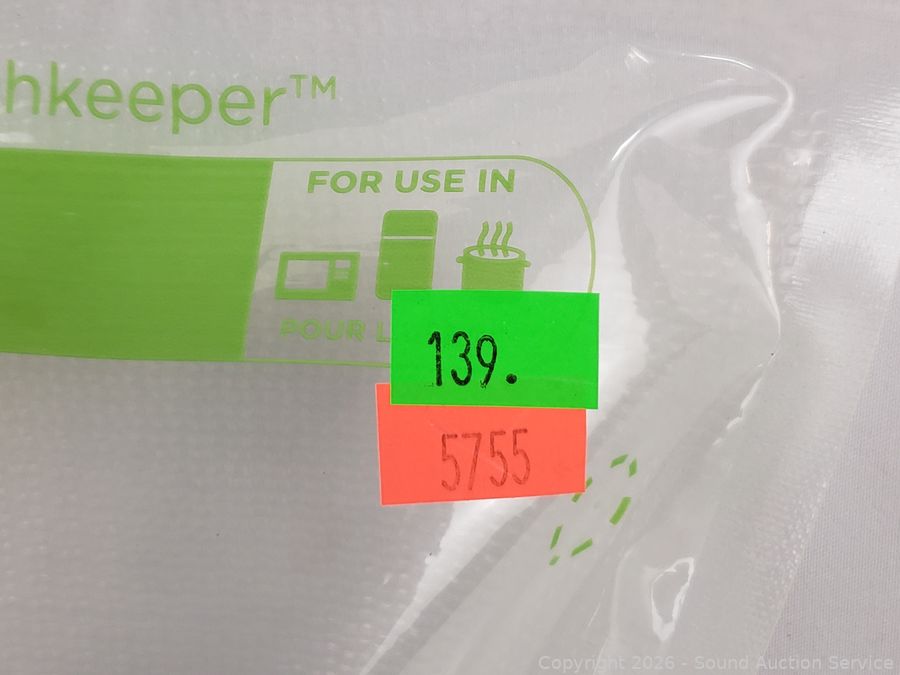 hkeeper™
FOR USE IN
POUR L
139.
5755
Copyright 2026 - Sound Auction Service